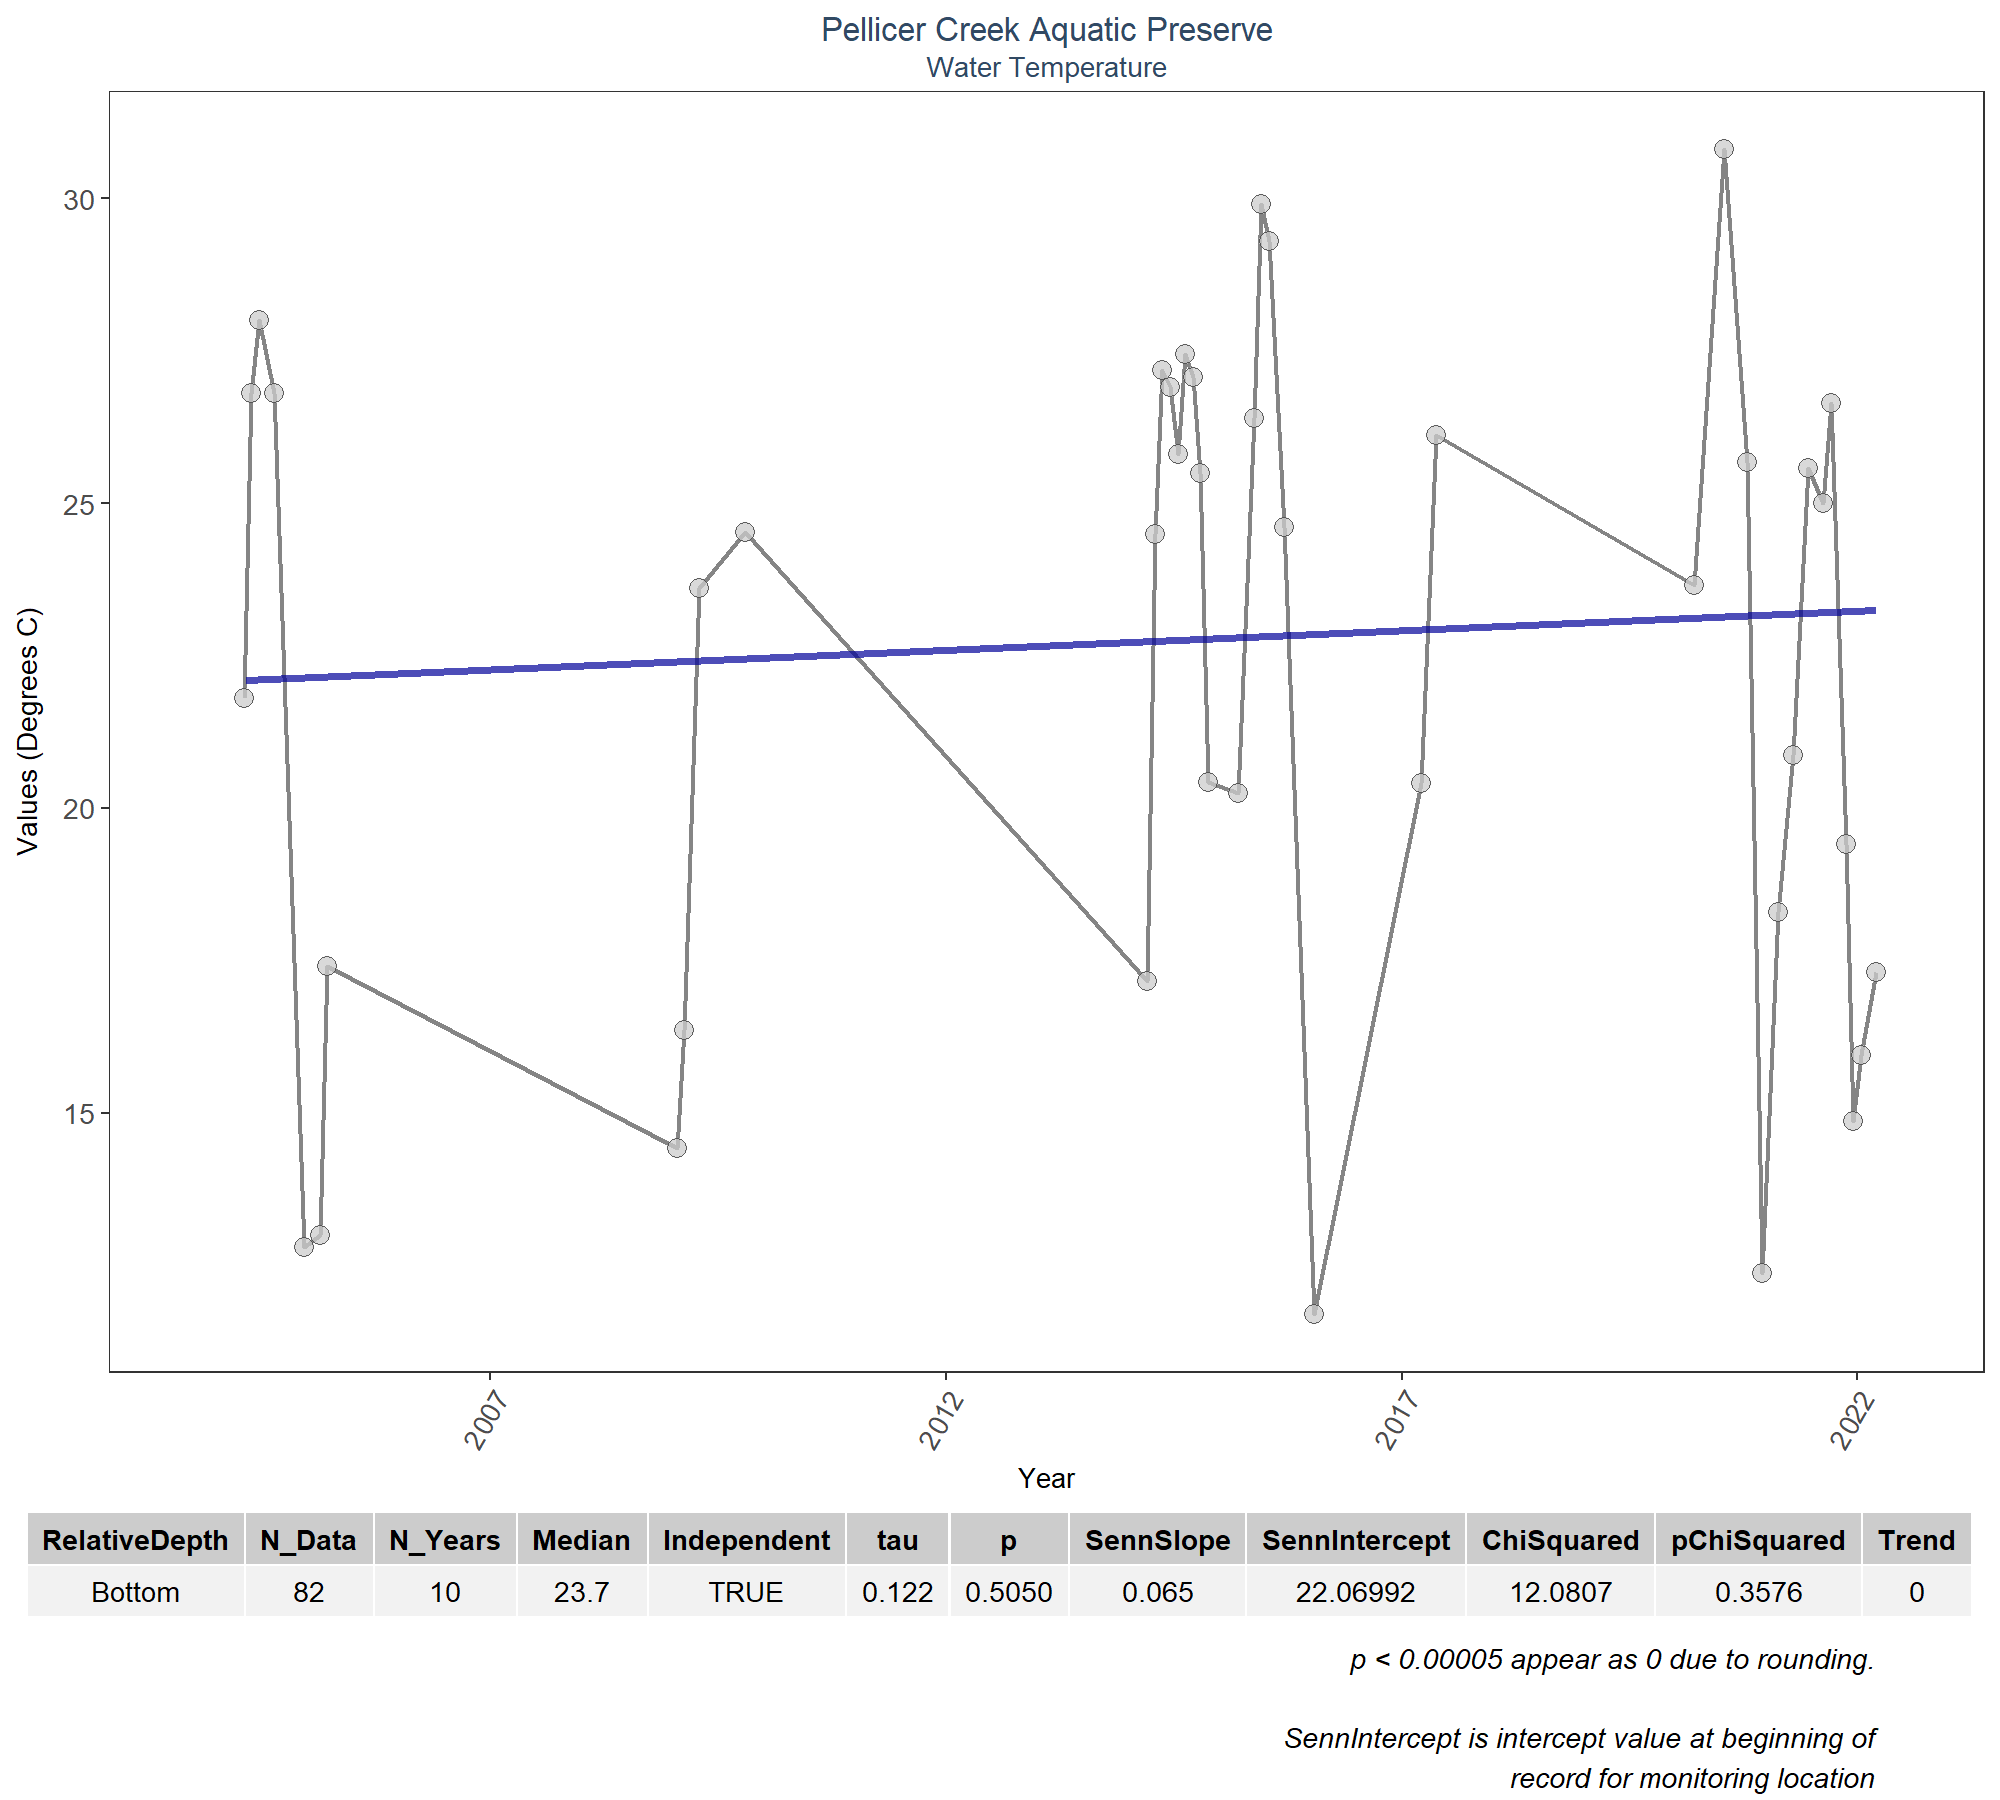 Pellicer Creek Aquatic Preserve
Water Temperature
Values (Degrees C)
30
25
20
15
2007 2012 2017 2022
Year
RelativeDepth N_Data N_Years Median Independent tau p SennSlope SennIntercept ChiSquared pChiSquared Trend
Bottom 82 10 23.7 TRUE 0.122 0.5050 0.065 22.06992 12.0807 0.3576 0
p < 0.00005 appear as 0 due to rounding.
SennIntercept is intercept value at beginning of
record for monitoring location